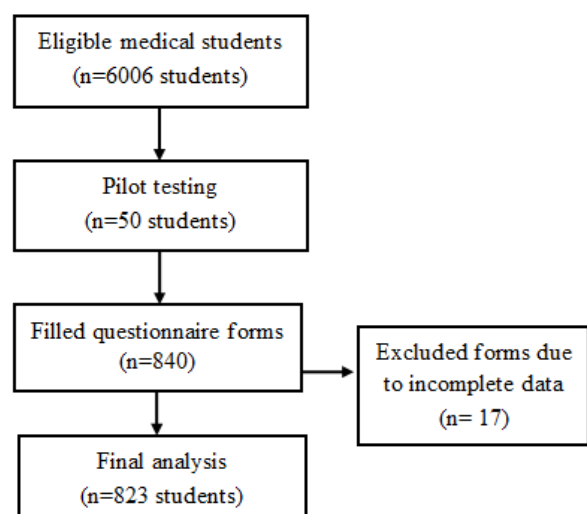 Eligible medical students
(n=6006 students)
Pilot testing
(n=50 students)
Filled questionnaire forms
(n=840)
Excluded forms due
to incomplete data
(n= 17)
Final analysis
(n=823 students)